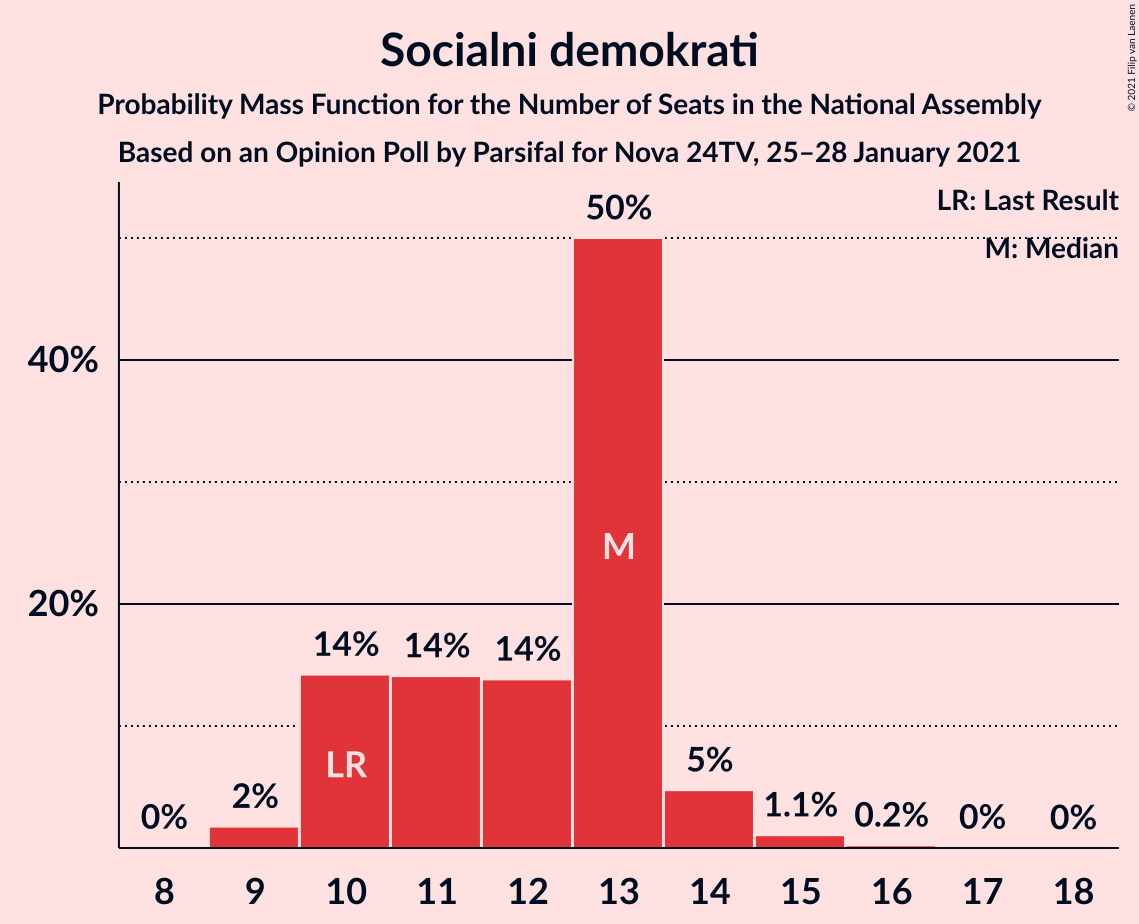 Socialni demokrati
Probability Mass Function for the Number of Seats in the National Assembly
Based on an Opinion Poll by Parsifal for Nova 24TV, 25–28 January 2021
© 2021 Filip van Laenen
LR: Last Result
M: Median
50%
40%
M
20%
14% 14% 14%
LR
5%
0% 2% 1.1% 0.2% 0% 0%
8 9 10 11 12 13 14 15 16 17 18